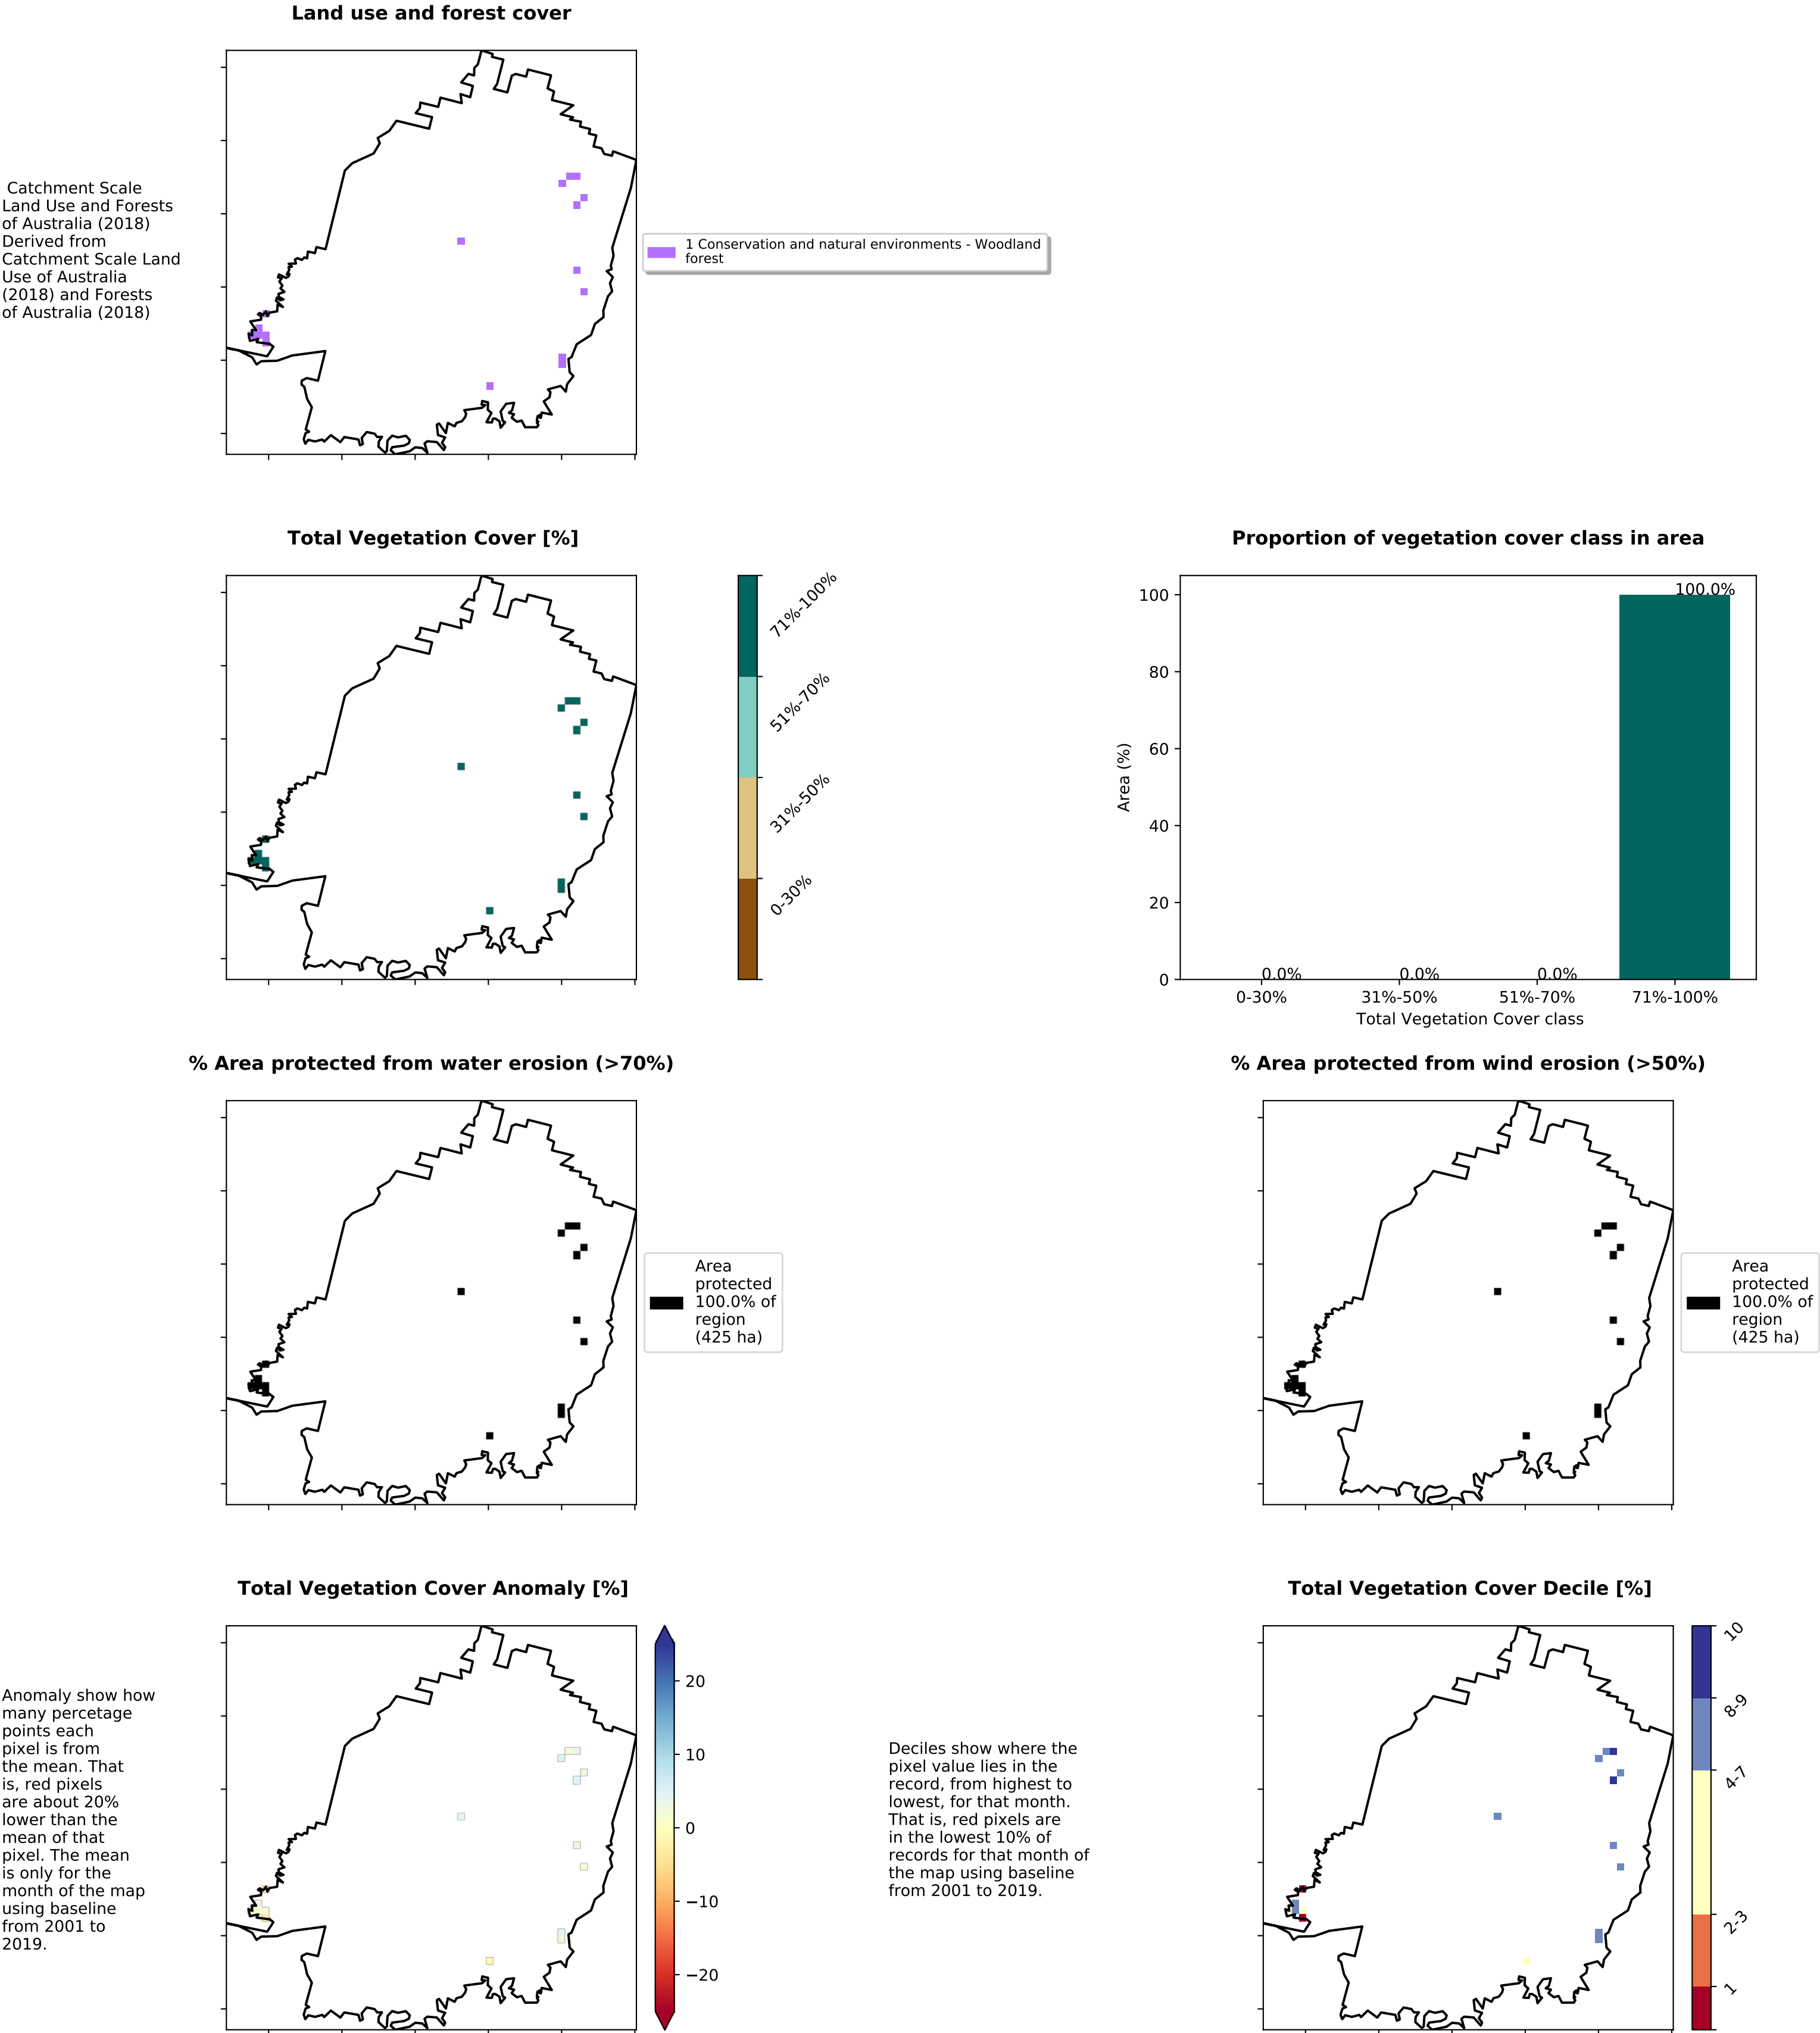 Land use and forest cover
Catchment Scale
Land Use and Forests
of Australia (2018)
Derived from
Catchment Scale Land
Use of Australia
(2018) and Forests
of Australia (2018)
1 Conservation and natural environments - Woodland
forest
Total Vegetation Cover [%]
71%-100%
51%-70%
31%-50%
0-30%
Proportion of vegetation cover class in area
100.0%
100
80
60
40
20
0
Area (%)
0.0%
0.0%
0.0%
0-30%
31%-50%
51%-70%
71%-100%
Total Vegetation Cover class
% Area protected from water erosion (>70%)
Area
protected
100.0% of
region
(425 ha)
% Area protected from wind erosion (>50%)
Area
protected
100.0% of
region
(425 ha)
Total Vegetation Cover Anomaly [%]
Anomaly show how
many percetage
points each
pixel is from
the mean. That
is, red pixels
are about 20%
lower than the
mean of that
pixel. The mean
is only for the
month of the map
using baseline
from 2001 to
2019.
20
10
0
−10
−20
Total Vegetation Cover Decile [%]
Deciles show where the
pixel value lies in the
record, from highest to
lowest, for that month.
That is, red pixels are
in the lowest 10% of
records for that month of
the map using baseline
from 2001 to 2019.
10
8-9
4-7
2-3
1